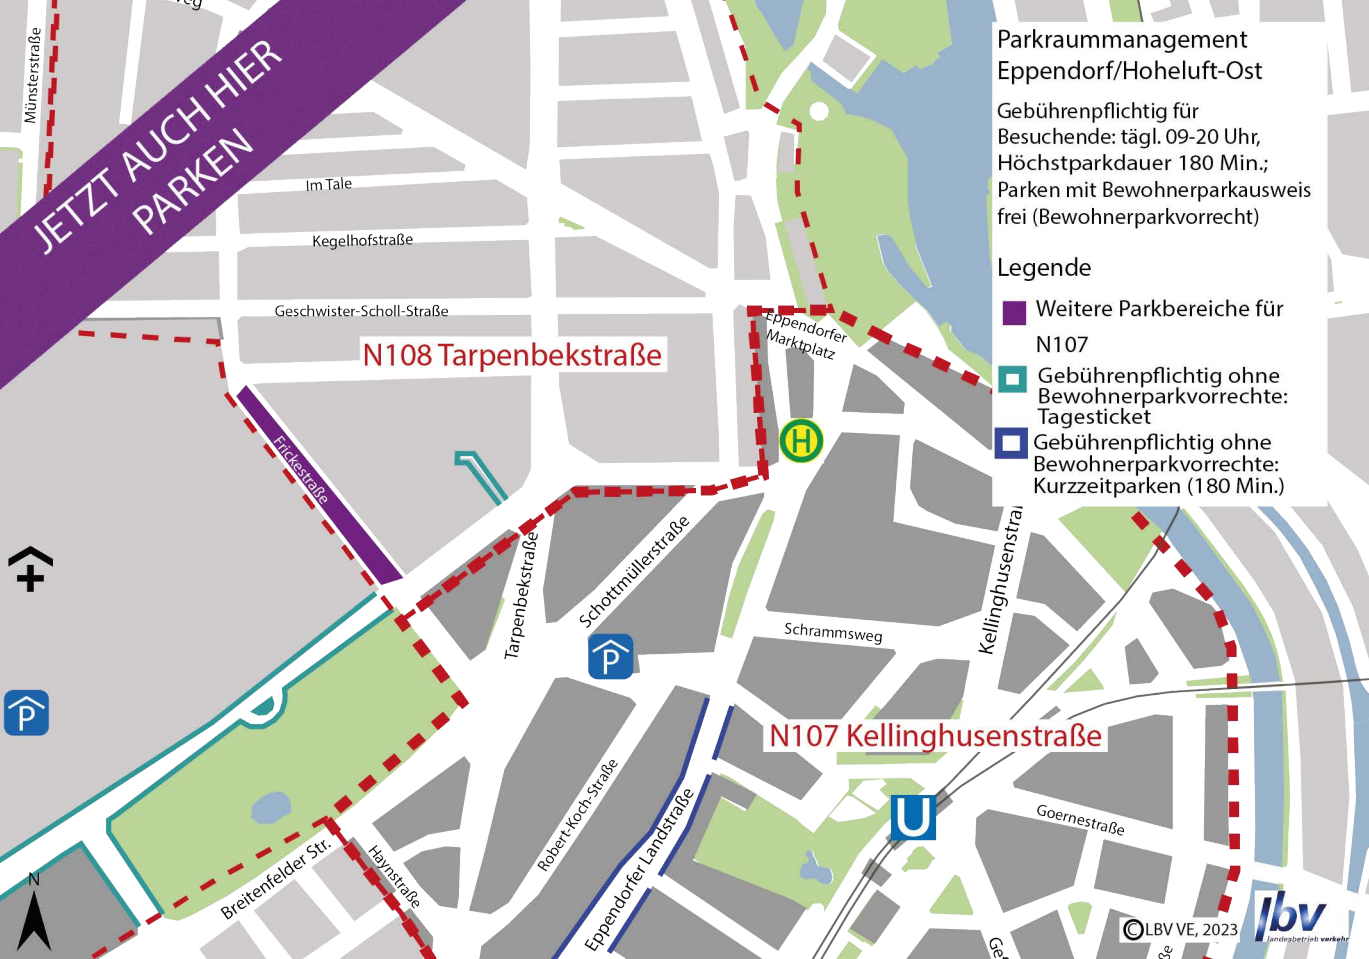 Münsterstraße
JETZT AUCH HIER
PARKEN
Im Tale
Kegelhofstraße
Geschwister-Scholl-Straße
N108 Tarpenbekstraße
Eppendorfer
Marktplatz
H
Frickestraße
Tarpenbekstraße
Schottmüllerstraße
Schrammsweg
P
P
N107 Kellinghusenstraße
U
Robert-Koch-Straße
Eppendorfer Landstraße
Goernestraße
Haynstraße
Breitenfelder Str.
N
Parkraummanagement
Eppendorf/Hoheluft-Ost
Gebührenpflichtig für
Besuchende: tägl. 09-20 Uhr,
Höchstparkdauer 180 Min.;
Parken mit Bewohnerparkausweis
frei (Bewohnerparkvorrecht)
Legende
Weitere Parkbereiche für
N107
Gebührenpflichtig ohne
Bewohnerparkvorrechte:
Tagesticket
Gebührenpflichtig ohne
Bewohnerparkvorrechte:
Kurzzeitparken (180 Min.)
©LBV VE, 2023
lbv
landesbetrieb verkehr